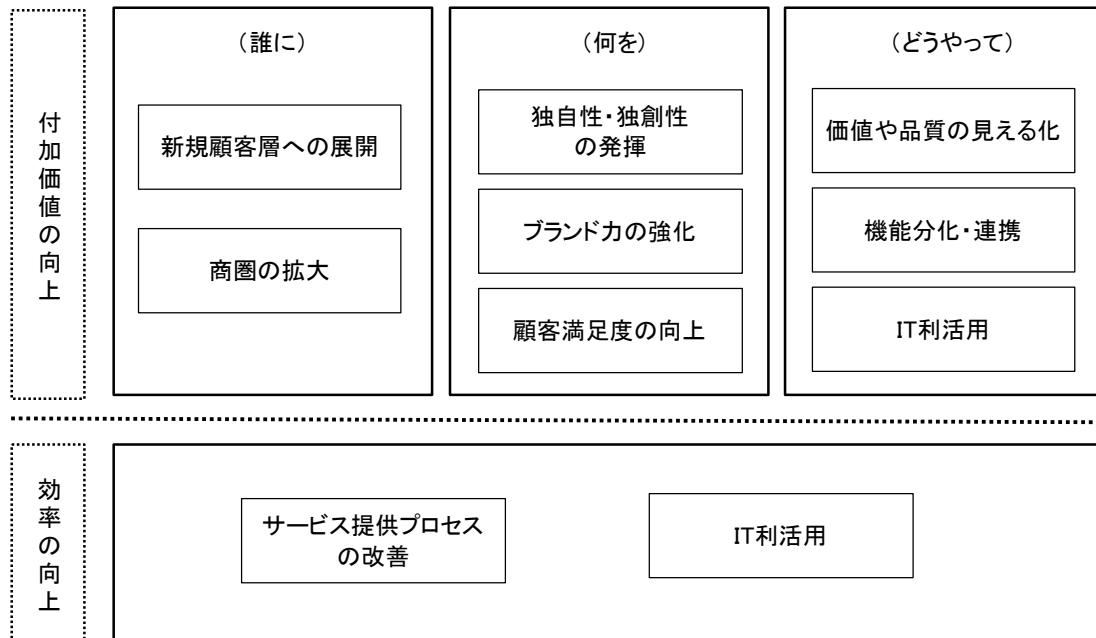 付加価値の向上
（誰に）
新規顧客層への展開
商圏の拡大
（何を）
独自性・独創性
の発揮
ブランド力の強化
顧客満足度の向上
（どうやって）
価値や品質の見える化
機能分化・連携
IT利活用
効率の向上
サービス提供プロセス
の改善
IT利活用